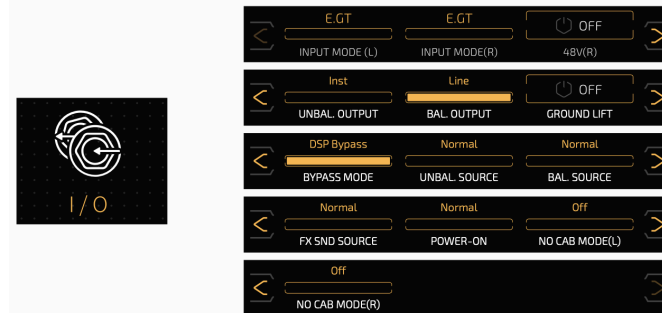 I/O
E.GT E.GT OFF
INPUT MODE (L) INPUT MODE(R) 48V(R)
Inst Line OFF
UNBAL. OUTPUT BAL. OUTPUT GROUND LIFT
DSP Bypass Normal Normal
BYPASS MODE UNBAL. SOURCE BAL. SOURCE
Normal Normal Off
FX SND SOURCE POWER-ON NO CAB MODE(L)
Off
NO CAB MODE(R)